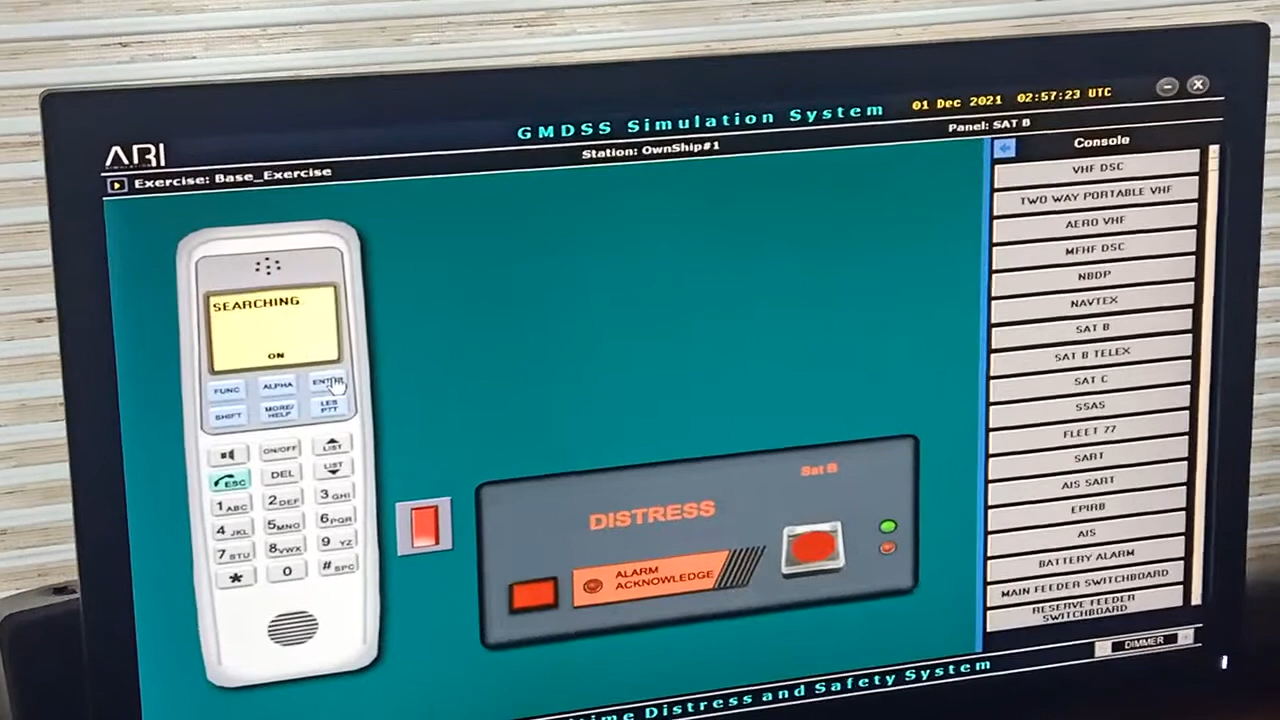 GMDSS Simulation System
01 Dec 2021 02:57:23 UTC
ARI
Station: OwnShip#1
Panel: SAT B
Exercise: Base_Exercise
Console
VHF DSC
TWO WAY PORTABLE VHF
AERO VHF
MFHF DSC
NBDP
NAVTEX
SAT B
SAT B TELEX
SAT C
SSAS
FLEET 77
SART
AIS SART
EPIRB
AIS
BATTERY ALARM
MAIN FEEDER SWITCHBOARD
RESERVE FEEDER
SWITCHBOARD
DIMMER
SEARCHING
ON
FUNC ALPHA
SHIFT MORE/ HELP LES PTT
ON/OFF LIST
ESC DEL LIST
1 ABC 2 DEF 3 GHI
4 JKL 5 MNO 6 PQR
7 STU 8 VWX 9 YZ
* 0 # SPC
Sat B
DISTRESS
ALARM
ACKNOWLEDGE
Distress and Safety System